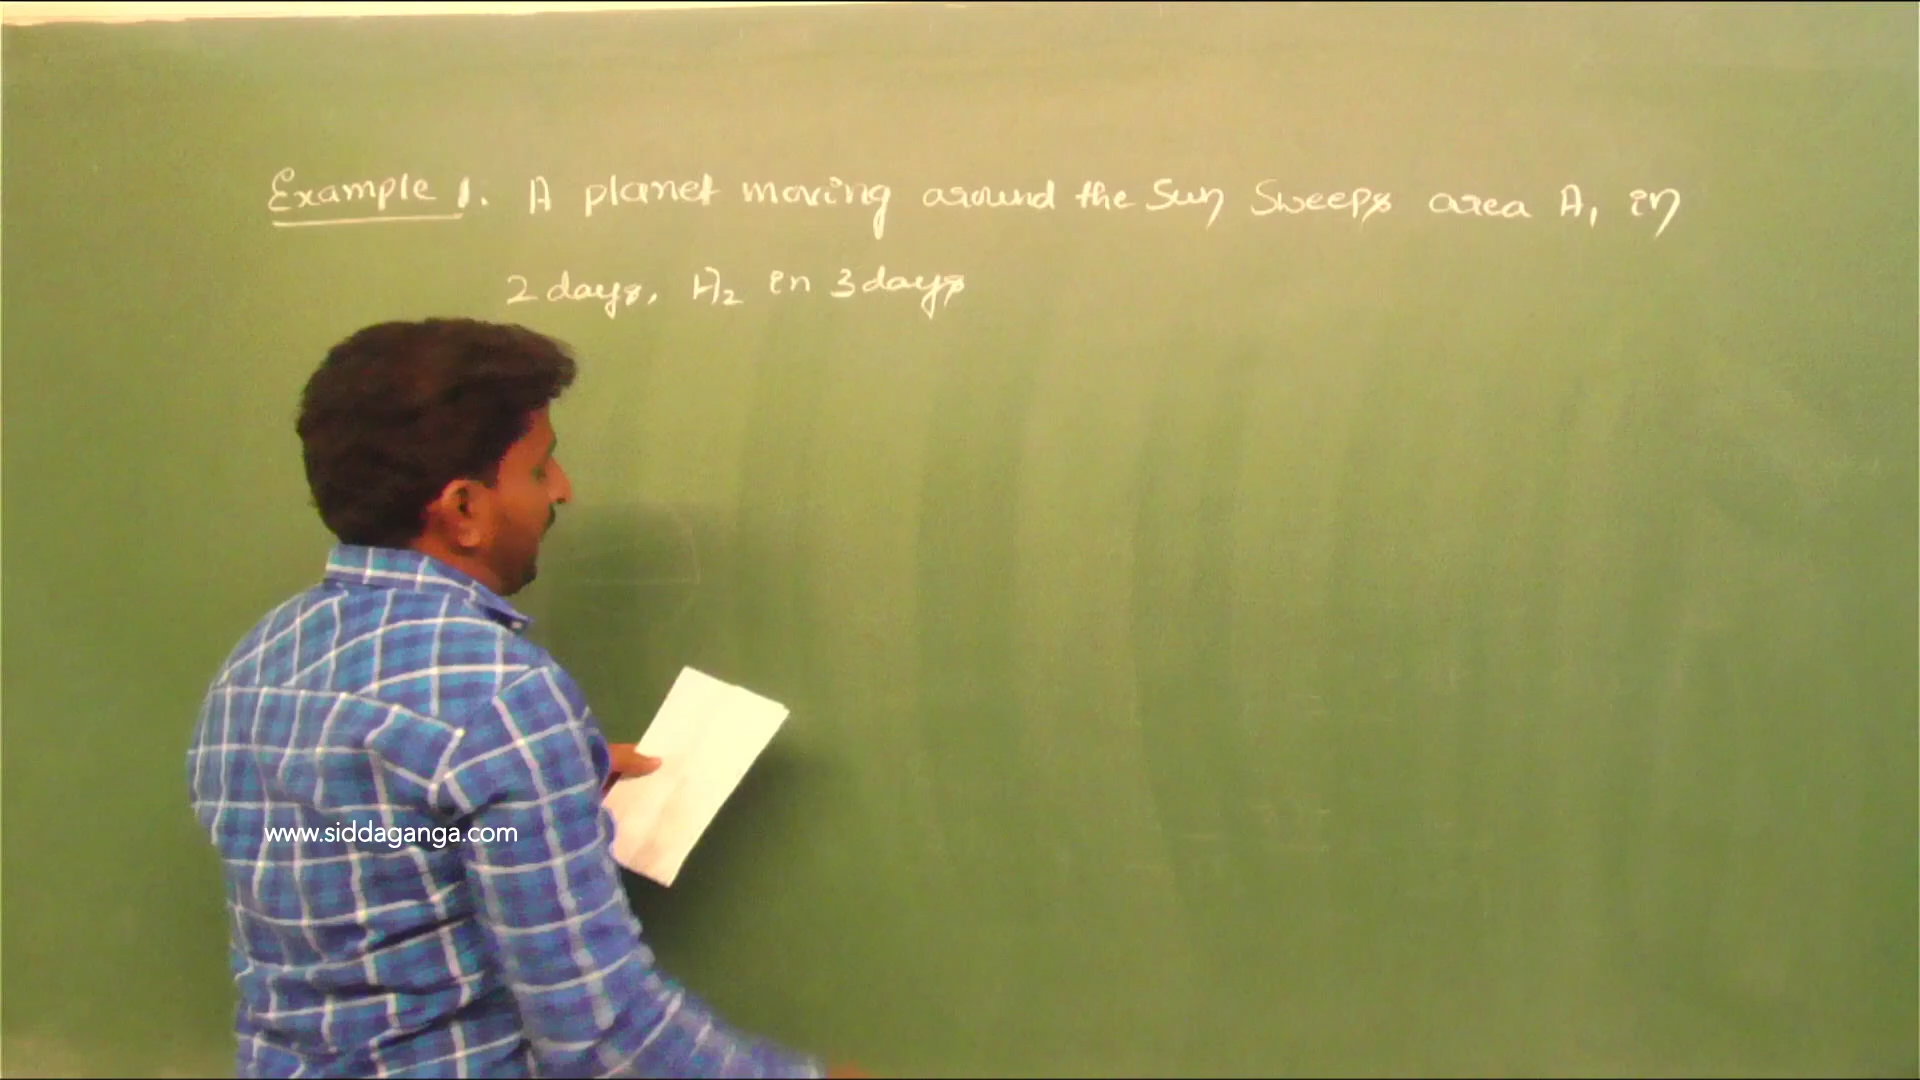 Example 1. A planet moving around the Sun Sweeps area A₁ in
2 days, A₂ in 3 days
www.siddaganga.com